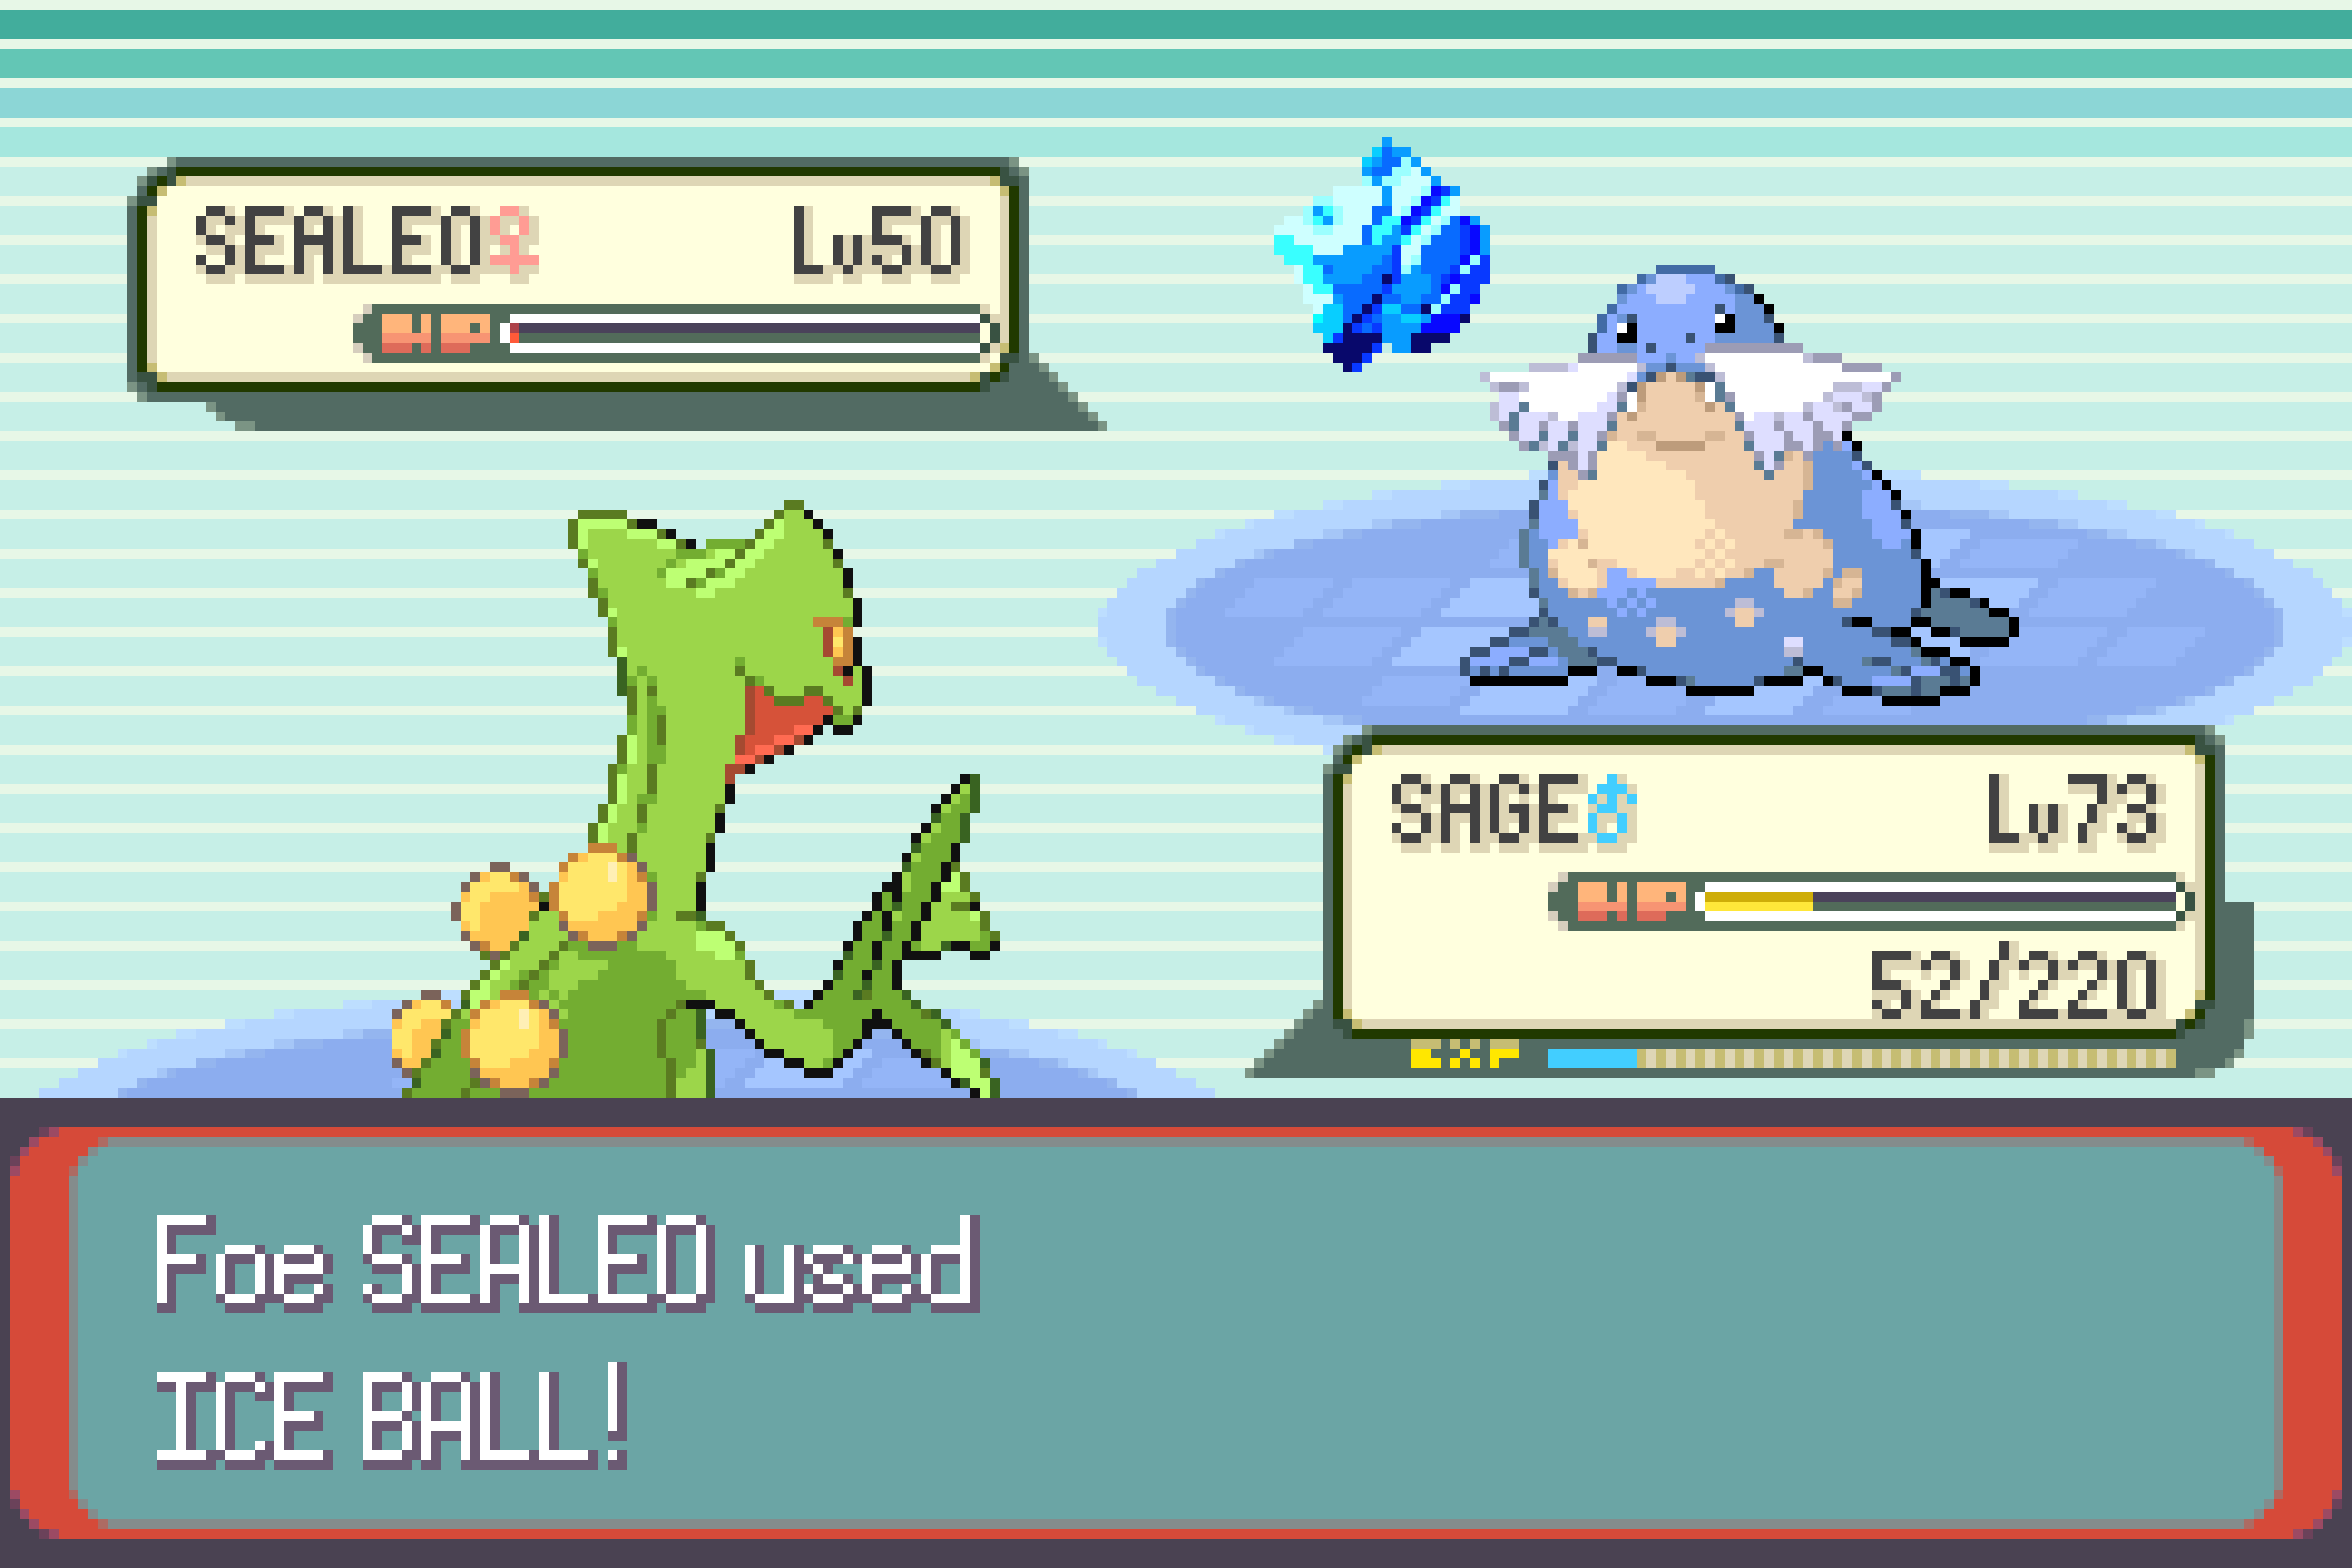 SEALEO♀ Lv50
HP
SAGE♂ Lv73
HP
52/220
EXP
Foe SEALEO used
ICE BALL!